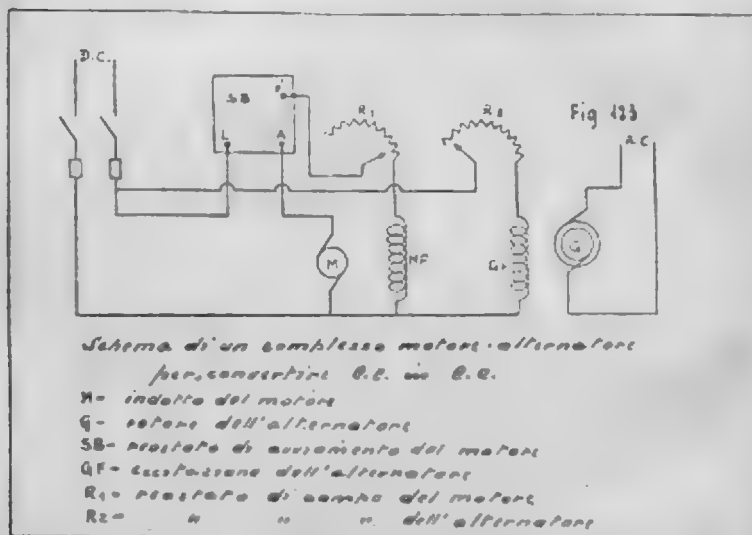 D.C.
SB
F
L
A
R1
R2
Fig 123
A.C
M
MF
GF
G
Schema di un complesso motore-alternatore
per convertire C.C. in C.A.
M= indotto del motore
G= rotore dell'alternatore
SB= reostato di avviamento del motore
GF= eccitazione dell'alternatore
R1= reostato di campo del motore
R2= " " " dell'alternatore